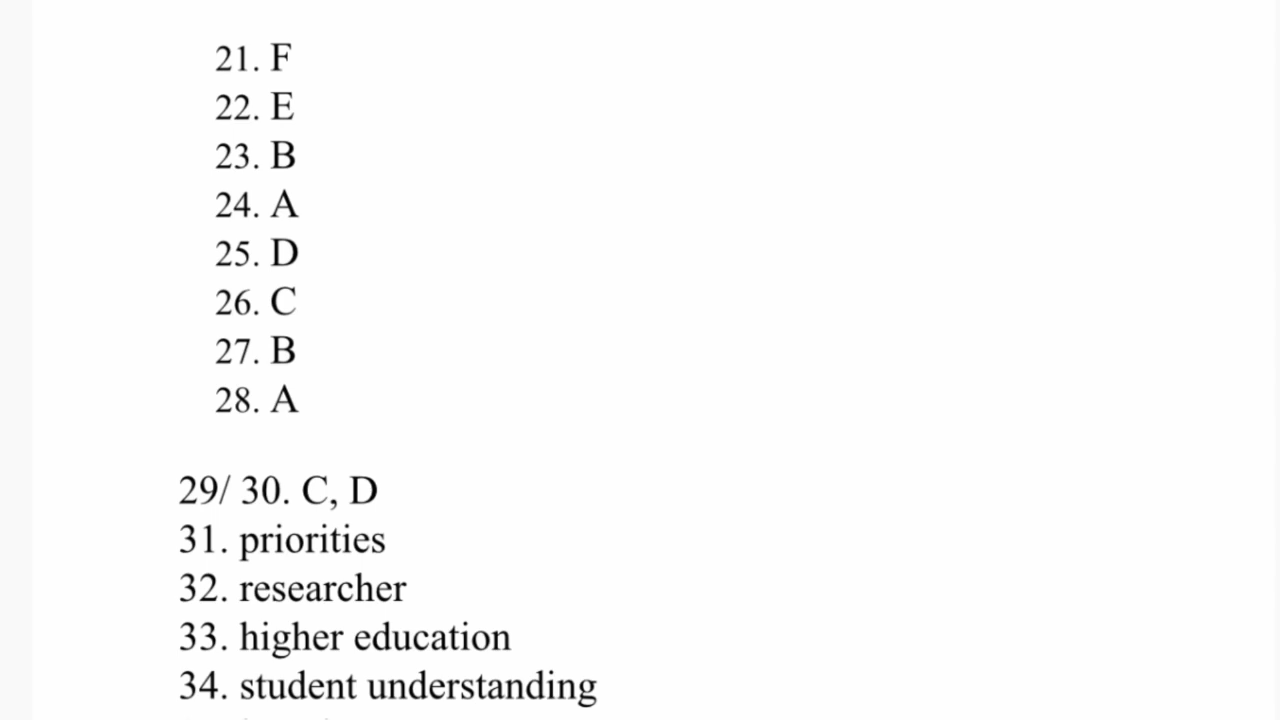 21. F
22. E
23. B
24. A
25. D
26. C
27. B
28. A
29/ 30. C, D
31. priorities
32. researcher
33. higher education
34. student understanding